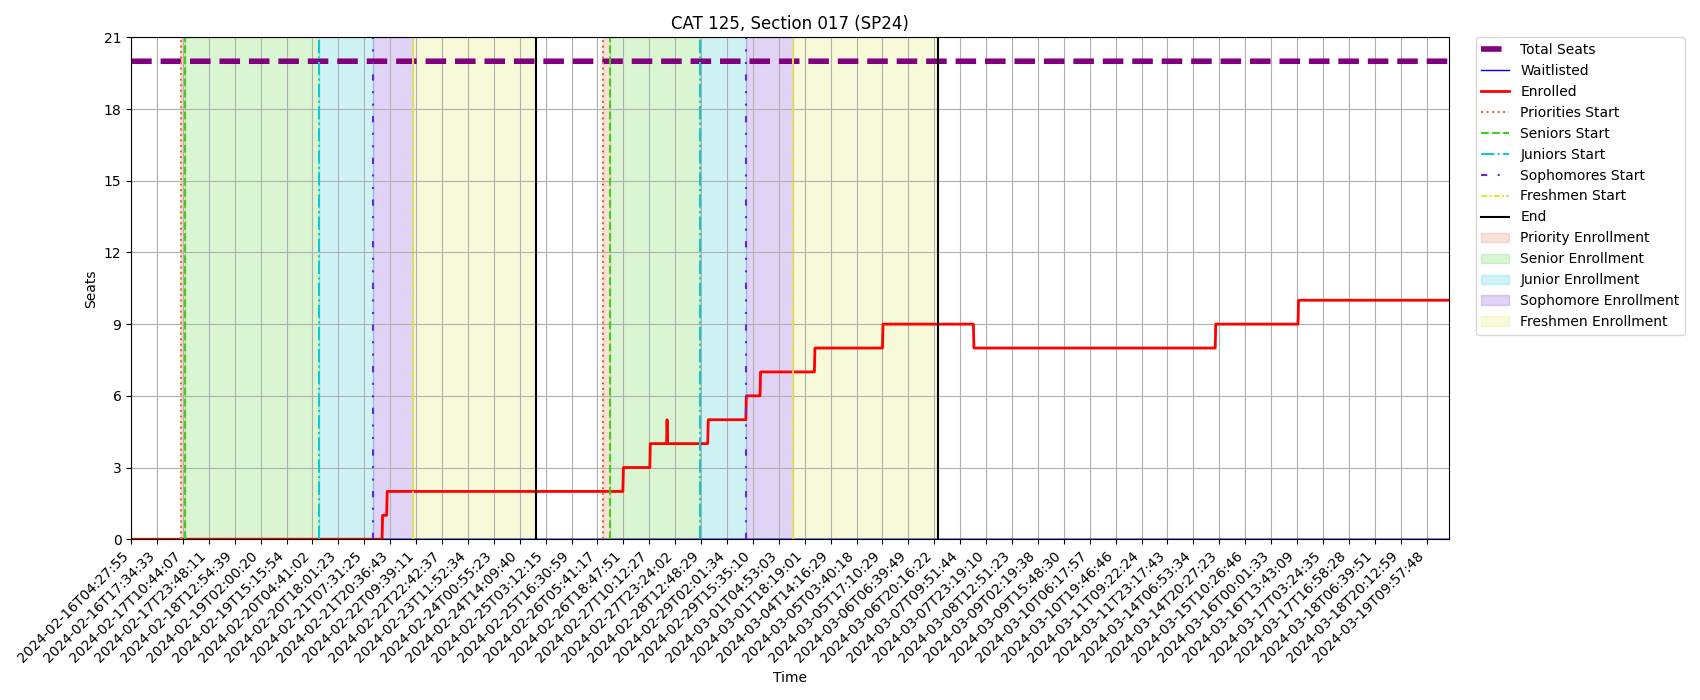 CAT 125, Section 017 (SP24)
21
18
15
12
9
6
3
0
Seats
2024-02-16T04:27:55
2024-02-16T17:34:33
2024-02-17T10:44:07
2024-02-17T23:48:11
2024-02-18T12:54:39
2024-02-19T02:00:20
2024-02-19T15:15:54
2024-02-20T04:41:02
2024-02-20T18:01:23
2024-02-21T07:31:25
2024-02-21T20:36:43
2024-02-22T09:39:11
2024-02-22T22:42:37
2024-02-23T11:52:34
2024-02-24T00:55:23
2024-02-24T14:09:40
2024-02-25T03:12:15
2024-02-25T16:30:59
2024-02-26T05:41:17
2024-02-26T18:47:51
2024-02-27T10:12:27
2024-02-27T23:24:02
2024-02-28T12:48:29
2024-02-29T02:01:34
2024-02-29T15:35:10
2024-03-01T04:53:03
2024-03-01T18:19:01
2024-03-04T14:16:29
2024-03-05T03:40:18
2024-03-05T17:10:29
2024-03-06T06:39:49
2024-03-06T20:16:22
2024-03-07T09:51:44
2024-03-07T23:19:10
2024-03-08T12:51:23
2024-03-09T02:19:38
2024-03-09T15:48:30
2024-03-10T06:17:57
2024-03-10T19:46:46
2024-03-11T09:22:24
2024-03-11T23:17:43
2024-03-14T06:53:34
2024-03-14T20:27:23
2024-03-15T10:26:46
2024-03-16T00:01:33
2024-03-16T13:43:09
2024-03-17T03:24:35
2024-03-17T16:58:28
2024-03-18T06:39:51
2024-03-18T20:12:59
2024-03-19T09:57:48
Time
Total Seats
Waitlisted
Enrolled
Priorities Start
Seniors Start
Juniors Start
Sophomores Start
Freshmen Start
End
Priority Enrollment
Senior Enrollment
Junior Enrollment
Sophomore Enrollment
Freshmen Enrollment